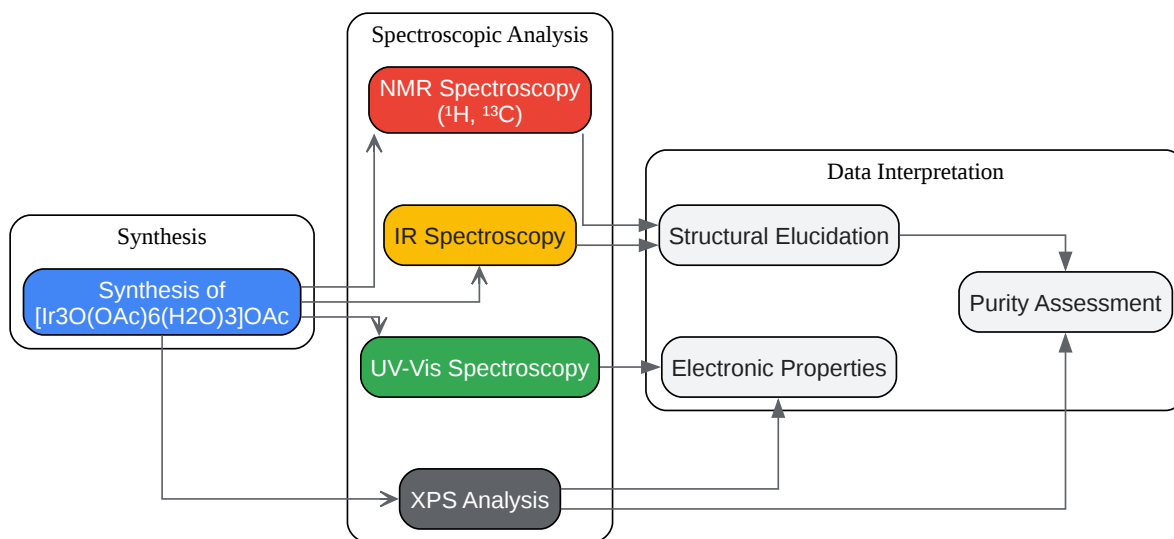 Synthesis
Synthesis of
[Ir3O(OAc)6(H2O)3]OAc
Spectroscopic Analysis
NMR Spectroscopy
(¹H, ¹³C)
IR Spectroscopy
UV-Vis Spectroscopy
XPS Analysis
Data Interpretation
Structural Elucidation
Electronic Properties
Purity Assessment